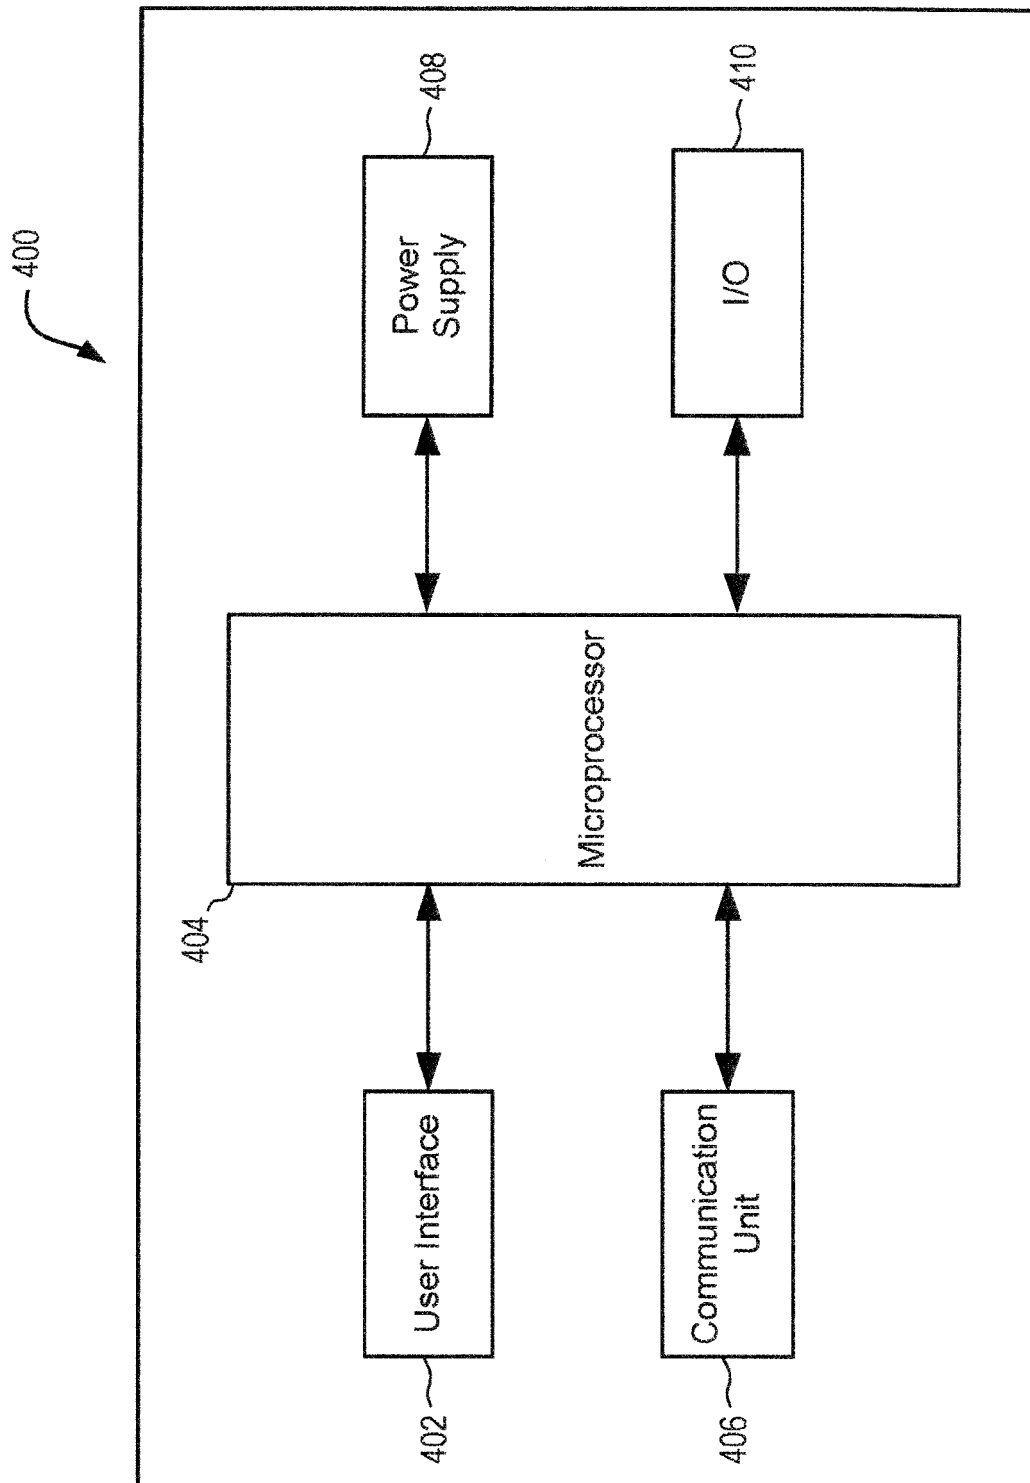 400
402
User Interface
404
Microprocessor
408
Power
Supply
406
Communication
Unit
410
I/O